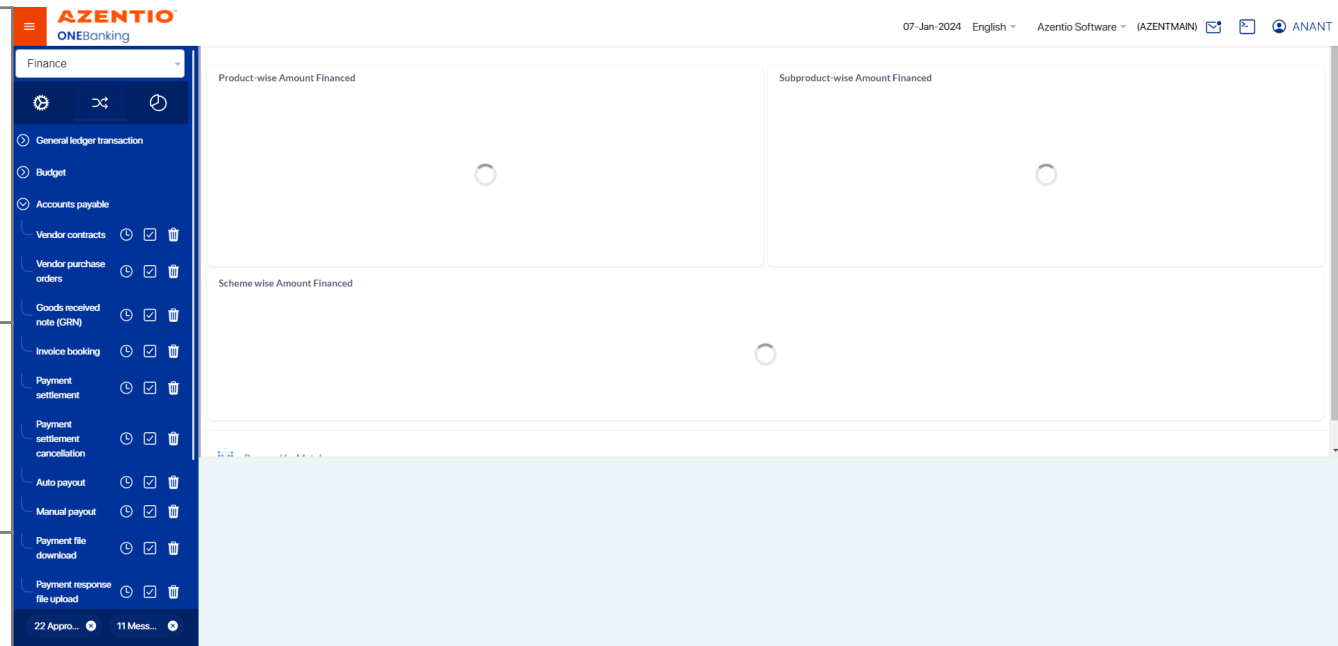 AZENTIO
ONEBanking
07-Jan-2024 English Azentio Software (AZENTMAIN) ANANT
Finance
General ledger transaction
Budget
Accounts payable
Vendor contracts
Vendor purchase
orders
Goods received
note (GRN)
Invoice booking
Payment
settlement
Payment
settlement
cancellation
Auto payout
Manual payout
Payment file
download
Payment response
file upload
22 Appro... 11 Mess...
Product-wise Amount Financed
Subproduct-wise Amount Financed
Scheme wise Amount Financed